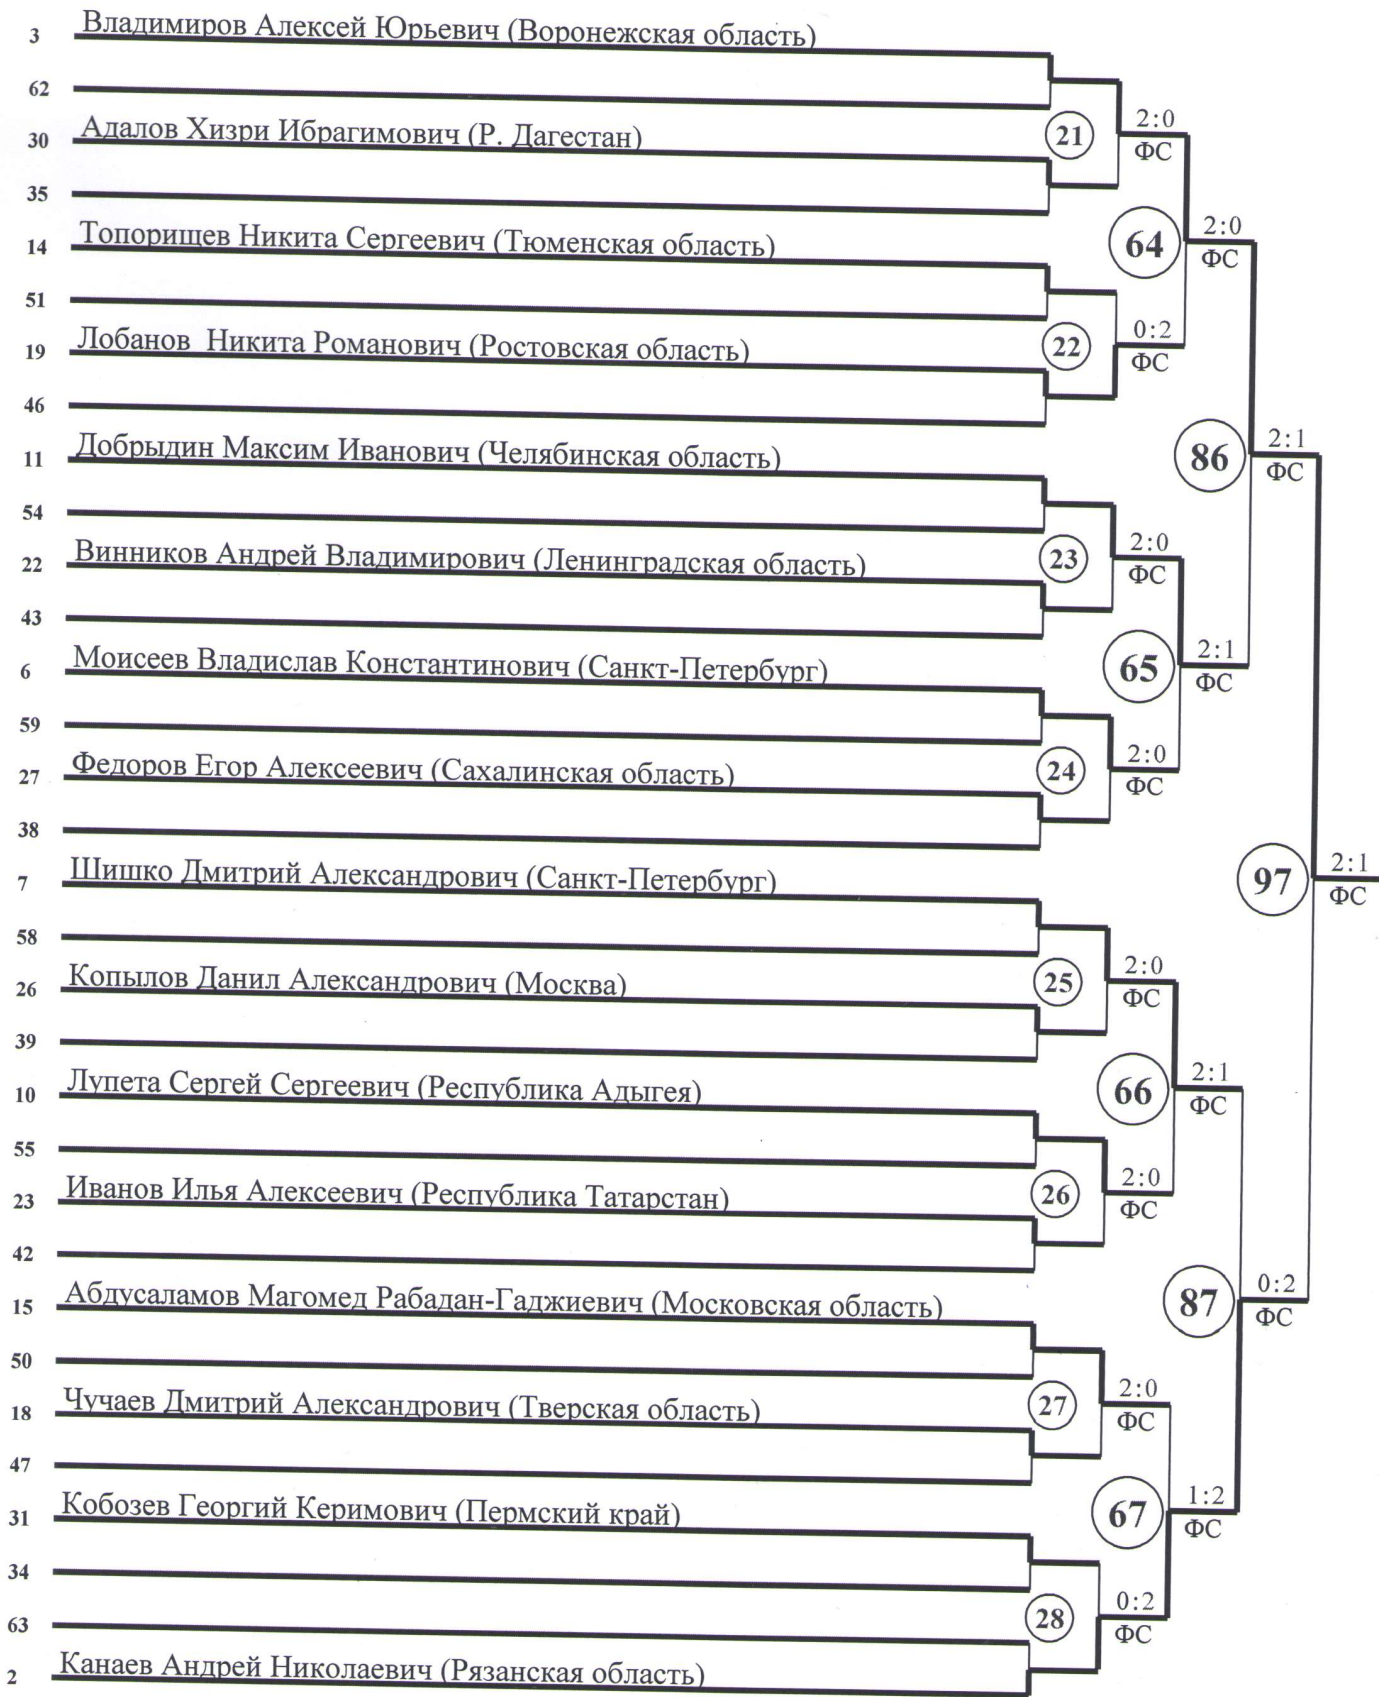 3 Владимиров Алексей Юрьевич (Воронежская область)
62
21 2:0
ФС
30 Адалов Хизри Ибрагимович (Р. Дагестан)
35
64 2:0
ФС
14 Топорищев Никита Сергеевич (Тюменская область)
51
22 0:2
ФС
19 Лобанов Никита Романович (Ростовская область)
46
86 2:1
ФС
11 Добрыдин Максим Иванович (Челябинская область)
54
23 2:0
ФС
22 Винников Андрей Владимирович (Ленинградская область)
43
65 2:1
ФС
6 Моисеев Владислав Константинович (Санкт-Петербург)
59
24 2:0
ФС
27 Федоров Егор Алексеевич (Сахалинская область)
38
97 2:1
ФС
7 Шишко Дмитрий Александрович (Санкт-Петербург)
58
25 2:0
ФС
26 Копылов Данил Александрович (Москва)
39
66 2:1
ФС
10 Лупета Сергей Сергеевич (Республика Адыгея)
55
26 2:0
ФС
23 Иванов Илья Алексеевич (Республика Татарстан)
42
87 0:2
ФС
15 Абдусаламов Магомед Рабадан-Гаджиевич (Московская область)
50
27 2:0
ФС
18 Чучаев Дмитрий Александрович (Тверская область)
47
67 1:2
ФС
31 Кобозев Георгий Керимович (Пермский край)
34
28 0:2
ФС
63
2 Канаев Андрей Николаевич (Рязанская область)